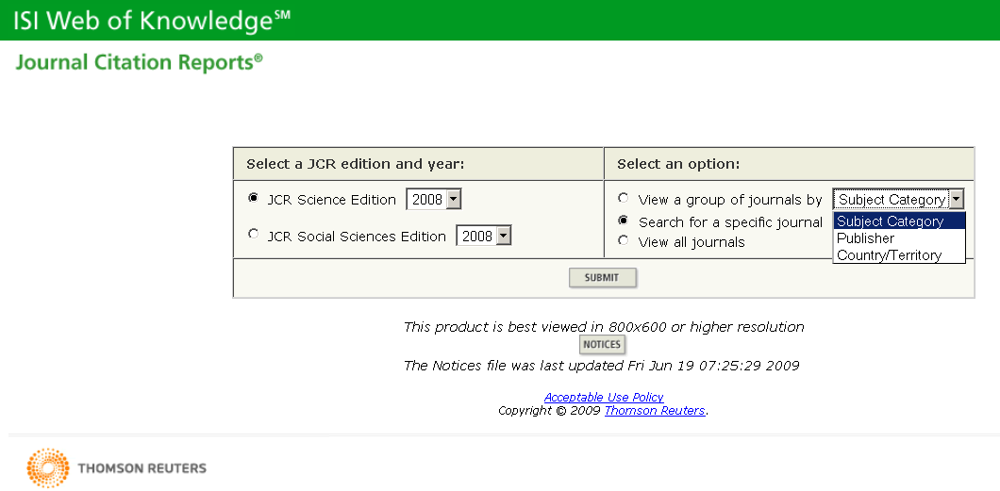 ISI Web of Knowledge℠
Journal Citation Reports®
Select a JCR edition and year:
Select an option:
JCR Science Edition 2008
JCR Social Sciences Edition 2008
View a group of journals by Subject Category
Search for a specific journal
View all journals
Subject Category
Publisher
Country/Territory
SUBMIT
This product is best viewed in 800x600 or higher resolution
NOTICES
The Notices file was last updated Fri Jun 19 07:25:29 2009
Acceptable Use Policy
Copyright © 2009 Thomson Reuters.
THOMSON REUTERS